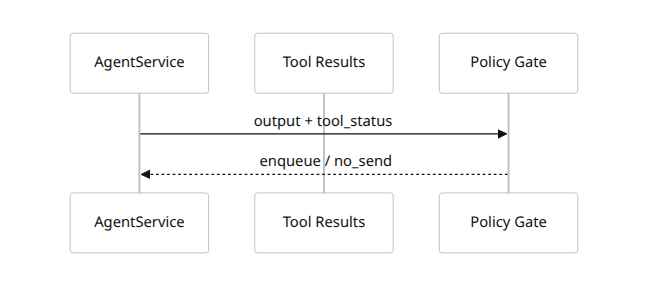 AgentService
Tool Results
Policy Gate
output + tool_status
enqueue / no_send
AgentService
Tool Results
Policy Gate